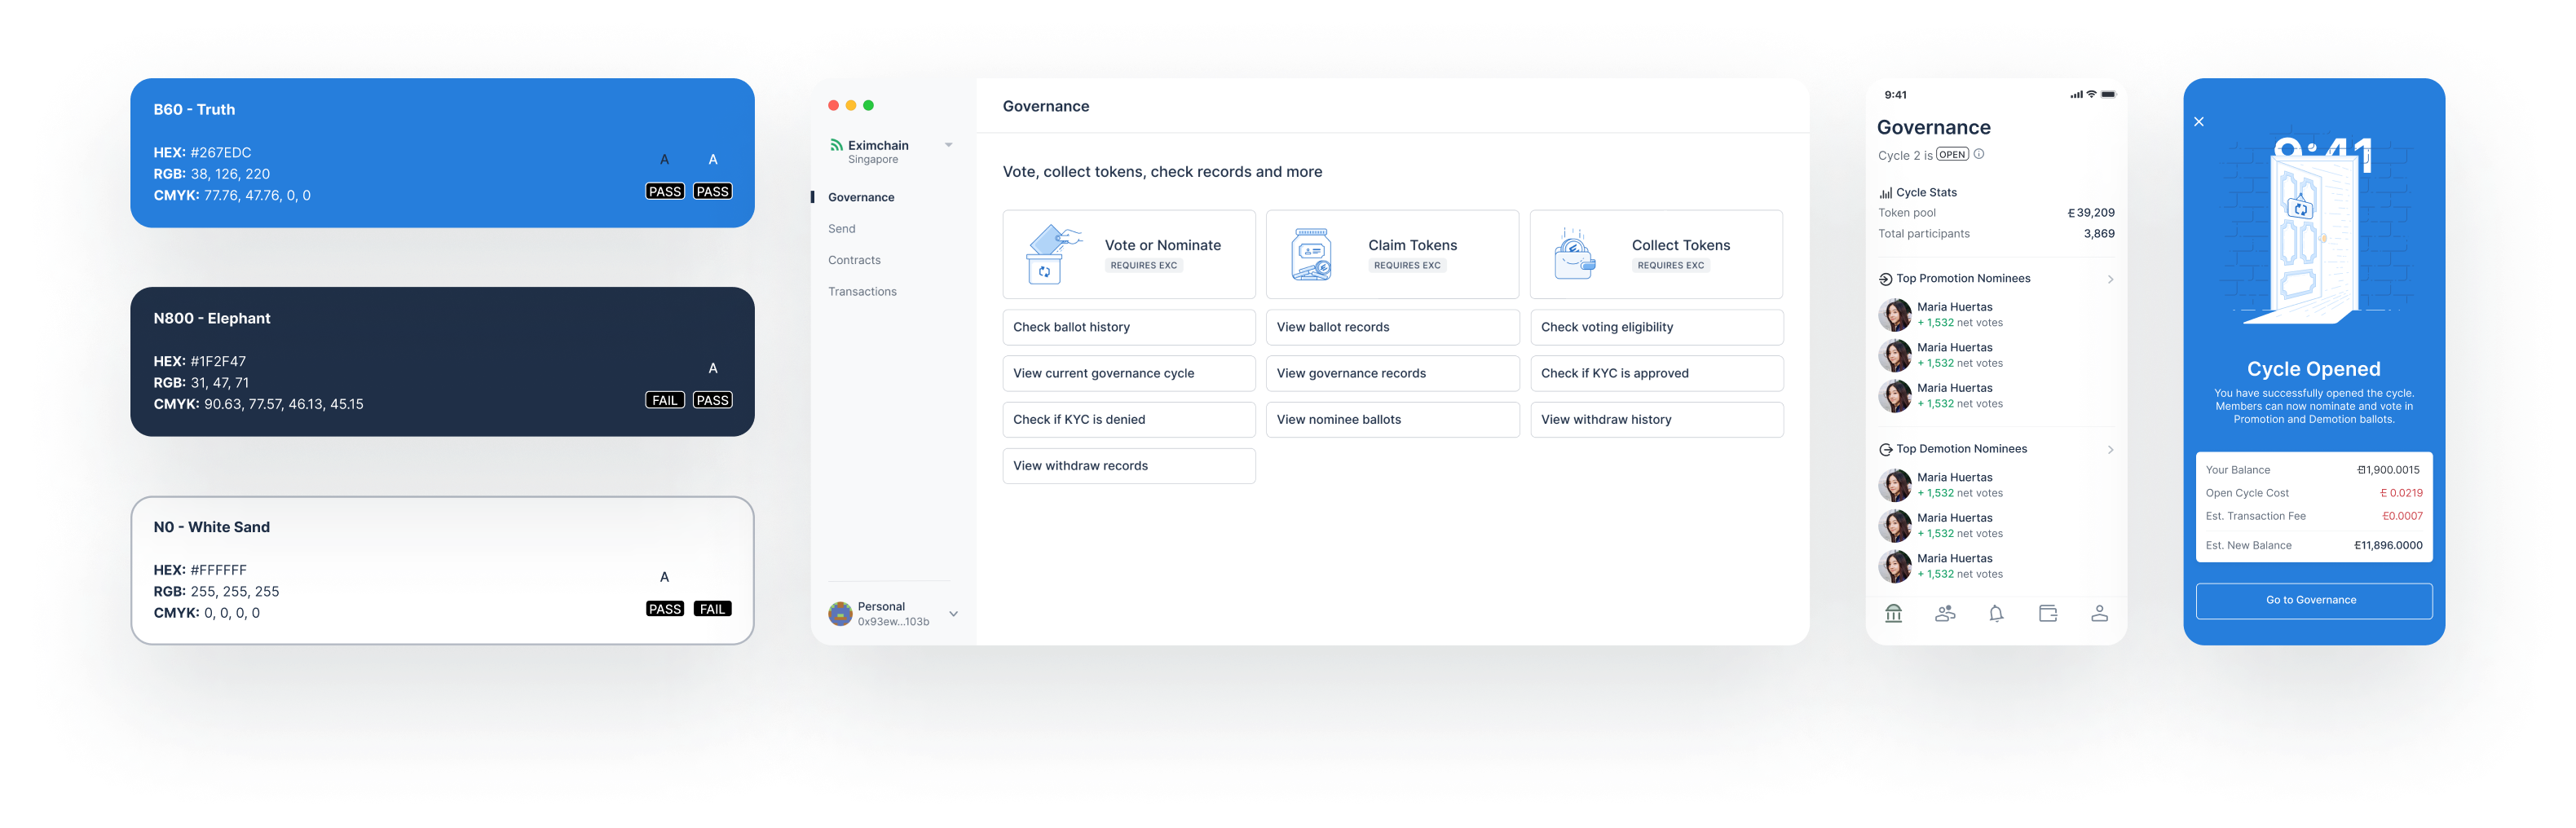 B60 - Truth
HEX: #267EDC
RGB: 38, 126, 220
CMYK: 77.76, 47.76, 0, 0
A A
PASS PASS
N800 - Elephant
HEX: #1F2F47
RGB: 31, 47, 71
CMYK: 90.63, 77.57, 46.13, 45.15
A
FAIL PASS
N0 - White Sand
HEX: #FFFFFF
RGB: 255, 255, 255
CMYK: 0, 0, 0, 0
A
PASS FAIL
Eximchain
Singapore
Governance
Send
Contracts
Transactions
Personal
0x93ew...103b
Governance
Vote, collect tokens, check records and more
Vote or Nominate
REQUIRES EXC
Claim Tokens
REQUIRES EXC
Collect Tokens
REQUIRES EXC
Check ballot history
View ballot records
Check voting eligibility
View current governance cycle
View governance records
Check if KYC is approved
Check if KYC is denied
View nominee ballots
View withdraw history
View withdraw records
9:41
Governance
Cycle 2 is OPEN
Cycle Stats
Token pool E39,209
Total participants 3,869
Top Promotion Nominees
Maria Huertas
+ 1,532 net votes
Maria Huertas
+ 1,532 net votes
Maria Huertas
+ 1,532 net votes
Top Demotion Nominees
Maria Huertas
+ 1,532 net votes
Maria Huertas
+ 1,532 net votes
Maria Huertas
+ 1,532 net votes
9:41
Cycle Opened
You have successfully opened the cycle.
Members can now nominate and vote in
Promotion and Demotion ballots.
Your Balance E11,900.0015
Open Cycle Cost E 0.0219
Est. Transaction Fee E0.0007
Est. New Balance E11,896.0000
Go to Governance